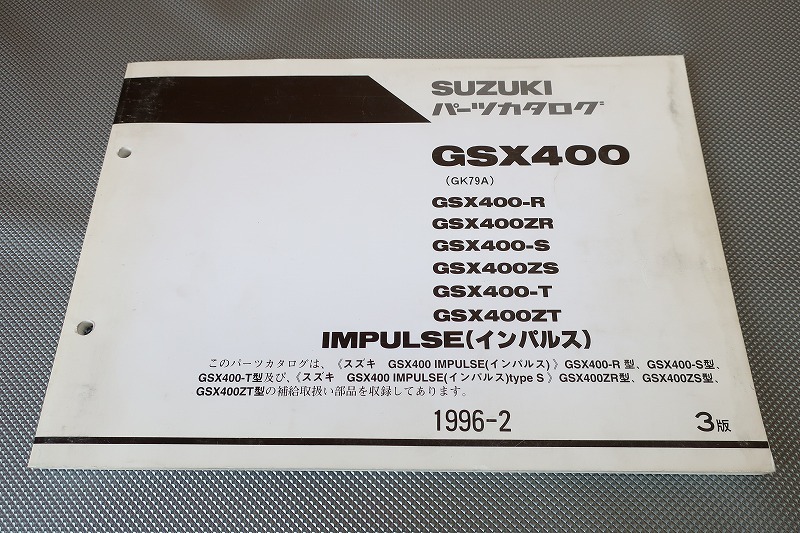 SUZUKI
パーツカタログ
GSX400
(GK79A)
GSX400-R
GSX400ZR
GSX400-S
GSX400ZS
GSX400-T
GSX400ZT
IMPULSE(インパルス)
このパーツカタログは、《スズキ GSX400 IMPULSE(インパルス)》GSX400-R型、GSX400-S型、
GSX400-T型及び、《スズキ GSX400 IMPULSE(インパルス)type S》GSX400ZR型、GSX400ZS型、
GSX400ZT型の補給取扱い部品を収録してあります。
1996-2
3版